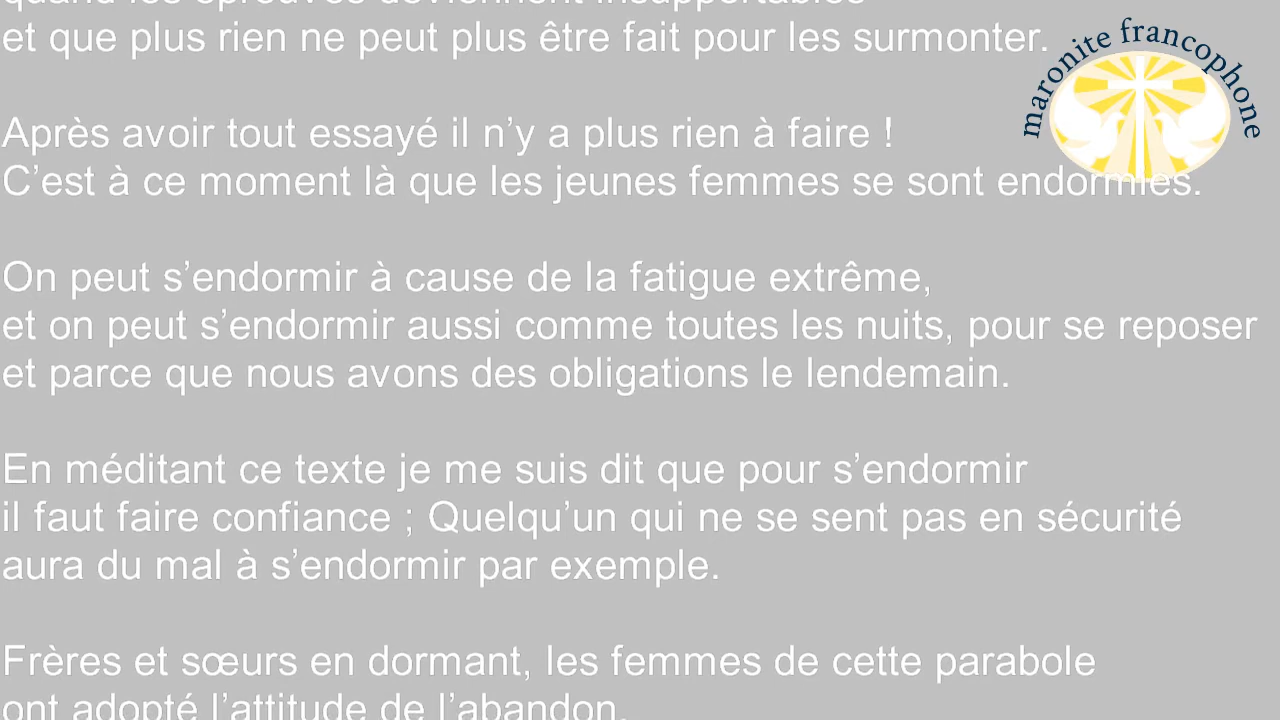 quand les épreuves deviennent insupportables
et que plus rien ne peut plus être fait pour les surmonter.
maronite francophone
Après avoir tout essayé il n’y a plus rien à faire !
C’est à ce moment là que les jeunes femmes se sont endormies.
On peut s’endormir à cause de la fatigue extrême,
et on peut s’endormir aussi comme toutes les nuits, pour se reposer
et parce que nous avons des obligations le lendemain.
En méditant ce texte je me suis dit que pour s’endormir
il faut faire confiance ; Quelqu’un qui ne se sent pas en sécurité
aura du mal à s’endormir par exemple.
Frères et sœurs en dormant, les femmes de cette parabole
ont adopté l’attitude de l’abandon.